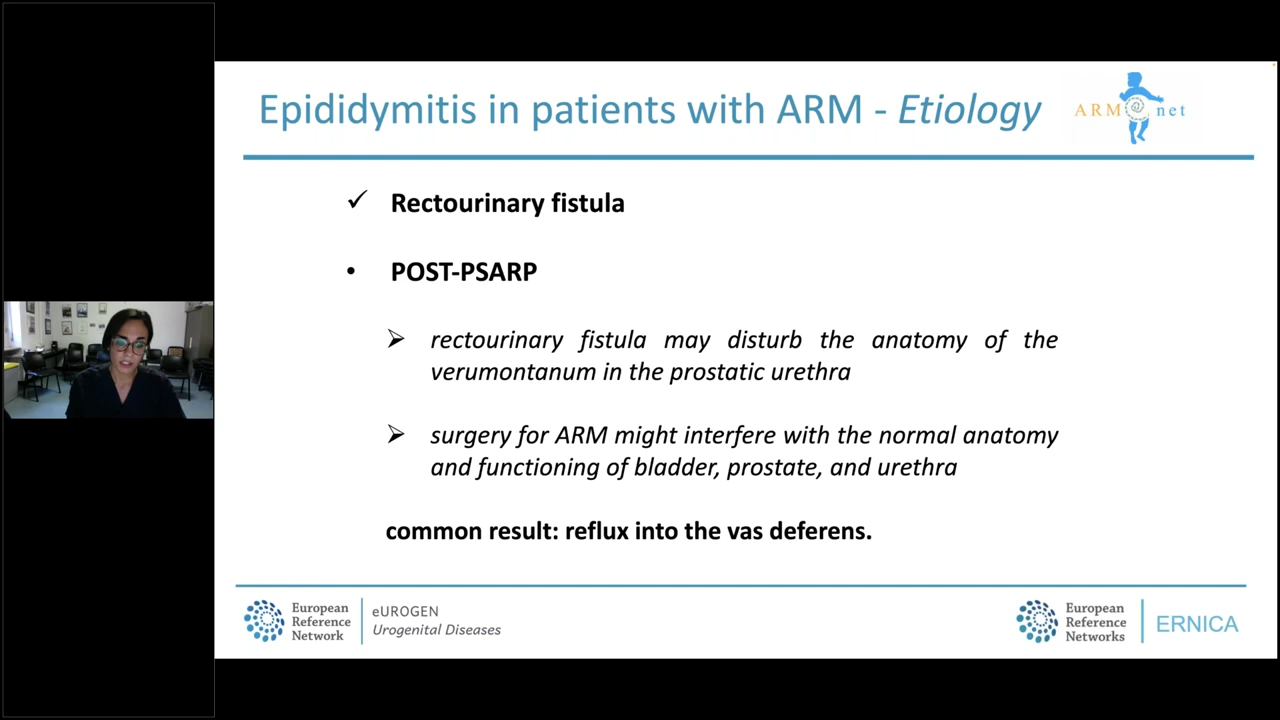 Epididymitis in patients with ARM - Etiology
ARM@net
✓ Rectourinary fistula
• POST-PSARP
➢ rectourinary fistula may disturb the anatomy of the
verumontanum in the prostatic urethra
➢ surgery for ARM might interfere with the normal anatomy
and functioning of bladder, prostate, and urethra
common result: reflux into the vas deferens.
European
Reference
Network
eUROGEN
Urogenital Diseases
European
Reference
Networks
ERNICA